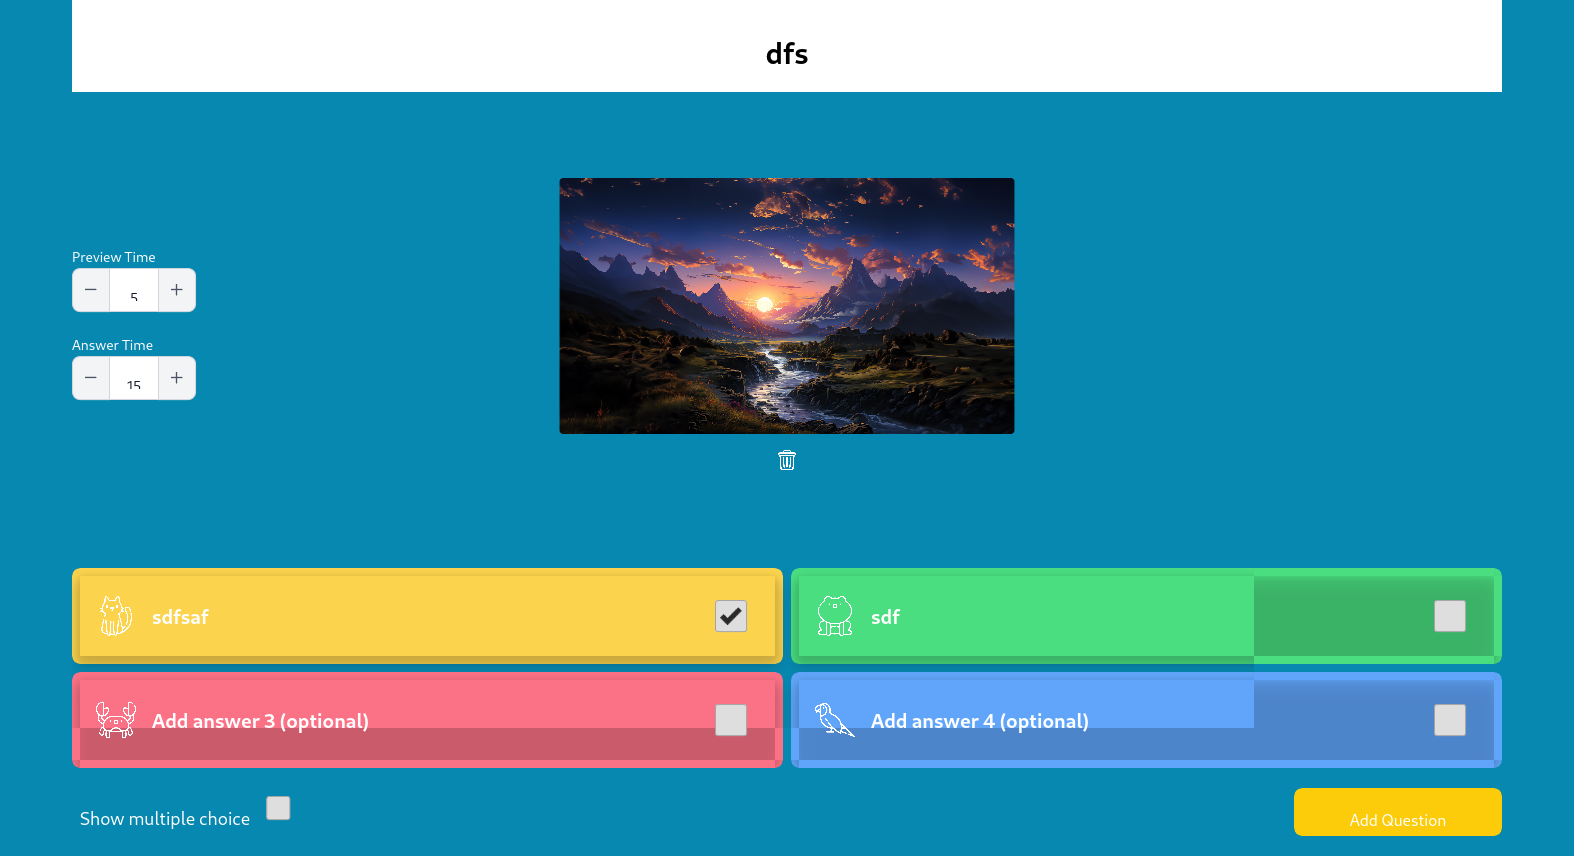 dfs
Preview Time
5
Answer Time
15
sdfsaf
sdf
Add answer 3 (optional)
Add answer 4 (optional)
Show multiple choice
Add Question